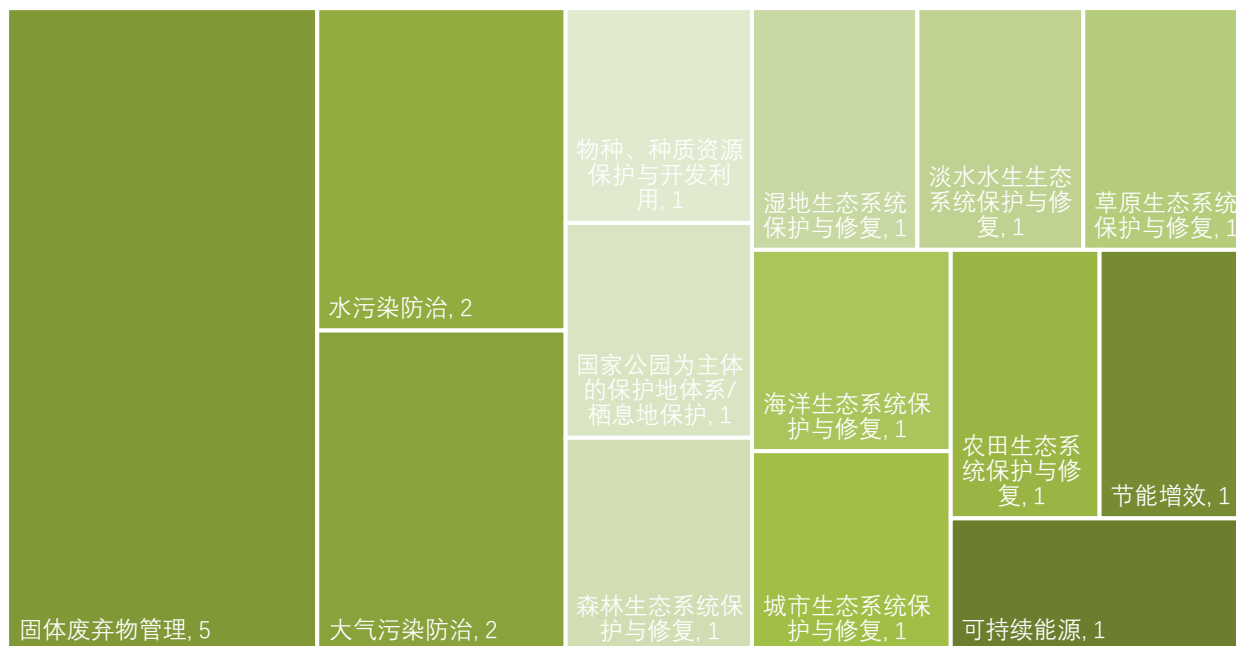 固体废弃物管理, 5
水污染防治, 2
大气污染防治, 2
物种、种质资源
保护与开发利
用, 1
国家公园为主体
的保护地体系/
栖息地保护, 1
森林生态系统保
护与修复, 1
湿地生态系统
保护与修复, 1
淡水水生生态
系统保护与修
复, 1
草原生态系统
保护与修复, 1
海洋生态系统保
护与修复, 1
城市生态系统保
护与修复, 1
农田生态系
统保护与修
复, 1
节能增效, 1
可持续能源, 1